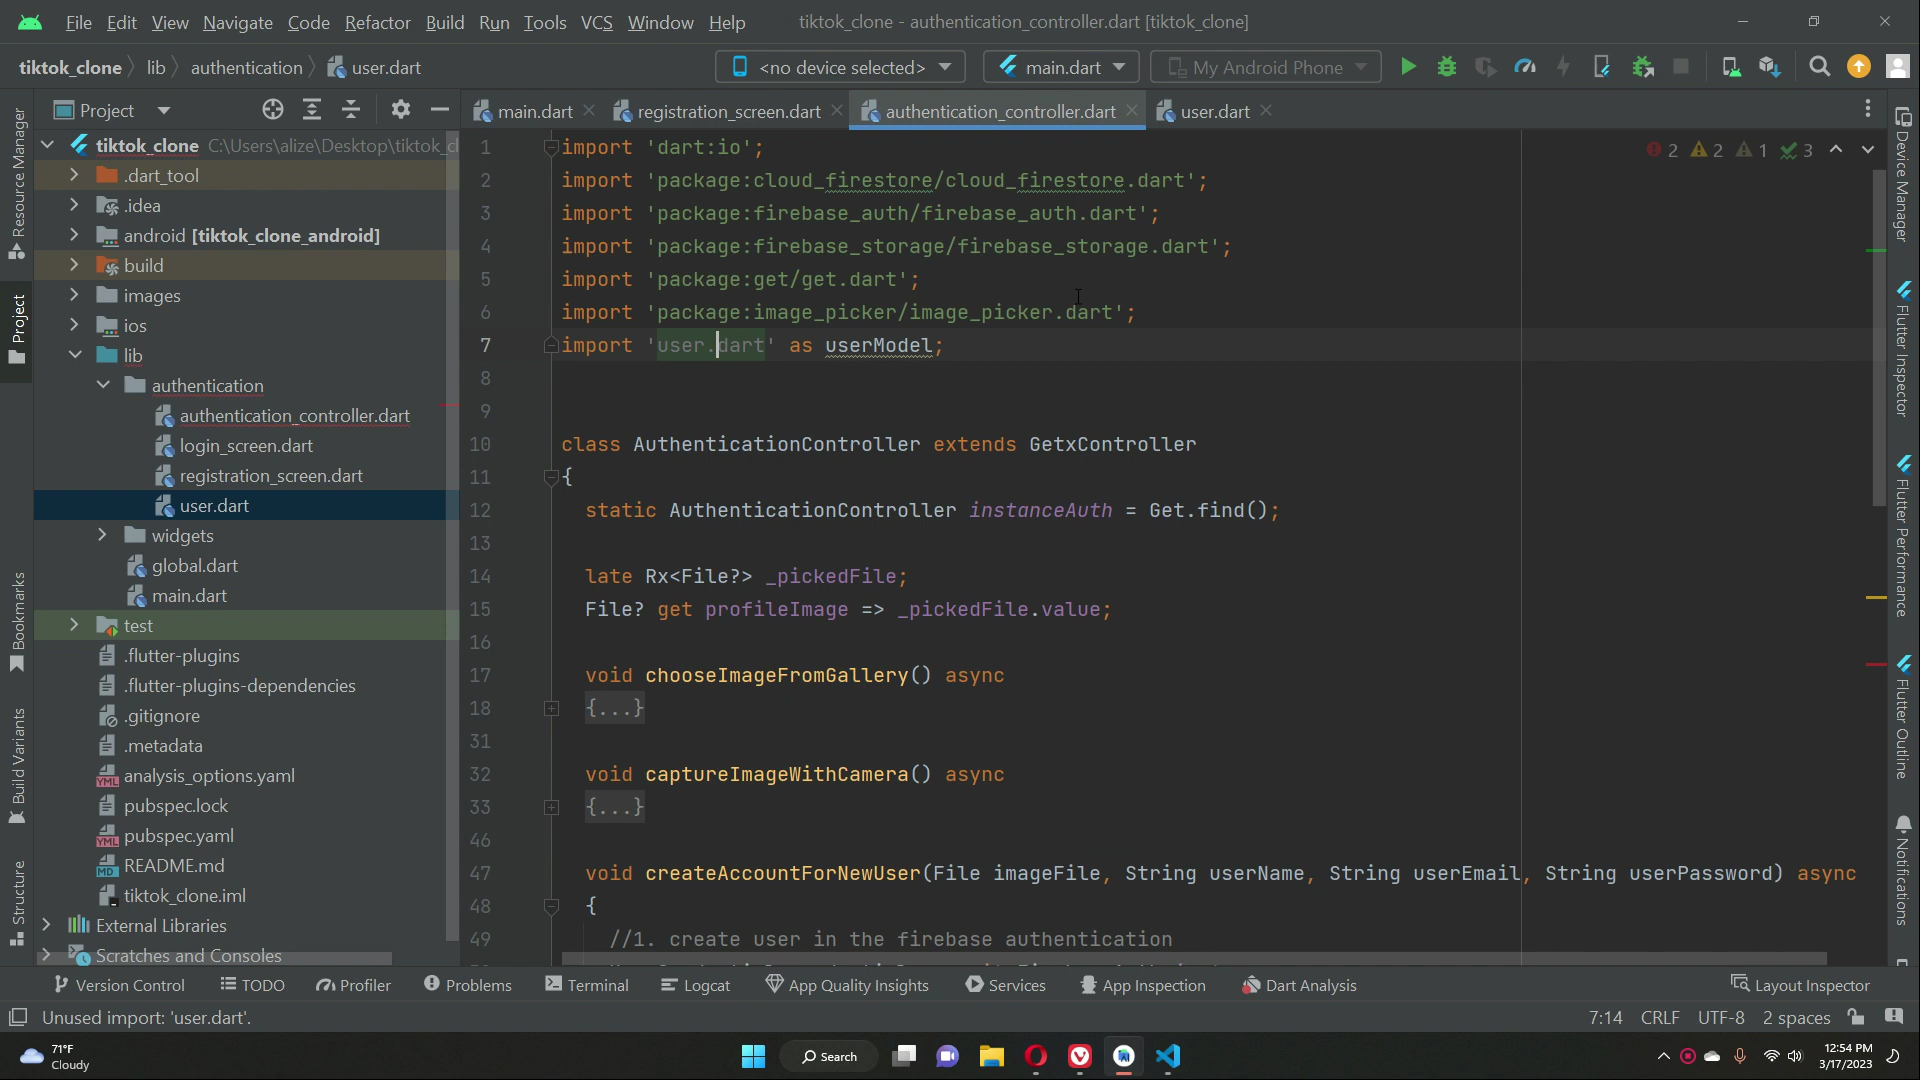 File Edit View Navigate Code Refactor Build Run Tools VCS Window Help tiktok_clone - authentication_controller.dart [tiktok_clone]
tiktok_clone lib authentication user.dart <no device selected> main.dart My Android Phone
Project
main.dart registration_screen.dart authentication_controller.dart user.dart
Resource Manager
Project
Bookmarks
Build Variants
Structure
tiktok_clone C:\Users\alize\Desktop\tiktok_cl
.dart_tool
.idea
android [tiktok_clone_android]
build
images
ios
lib
authentication
authentication_controller.dart
login_screen.dart
registration_screen.dart
user.dart
widgets
global.dart
main.dart
test
.flutter-plugins
.flutter-plugins-dependencies
.gitignore
.metadata
analysis_options.yaml
pubspec.lock
pubspec.yaml
README.md
tiktok_clone.iml
External Libraries
Scratches and Consoles
2 2 1 3
1 import 'dart:io';
2 import 'package:cloud_firestore/cloud_firestore.dart';
3 import 'package:firebase_auth/firebase_auth.dart';
4 import 'package:firebase_storage/firebase_storage.dart';
5 import 'package:get/get.dart';
6 import 'package:image_picker/image_picker.dart';
7 import 'user.dart' as userModel;
8
9
10 class AuthenticationController extends GetxController
11 {
12 static AuthenticationController instanceAuth = Get.find();
13
14 late Rx<File?> _pickedFile;
15 File? get profileImage => _pickedFile.value;
16
17 void chooseImageFromGallery() async
18 {...}
31
32 void captureImageWithCamera() async
33 {...}
46
47 void createAccountForNewUser(File imageFile, String userName, String userEmail, String userPassword) async
48 {
49 //1. create user in the firebase authentication
Device Manager
Flutter Inspector
Flutter Performance
Flutter Outline
Notifications
Version Control TODO Profiler Problems Terminal Logcat App Quality Insights Services App Inspection Dart Analysis Layout Inspector
Unused import: 'user.dart'. 7:14 CRLF UTF-8 2 spaces
71°F
Cloudy
Search
12:54 PM
3/17/2023